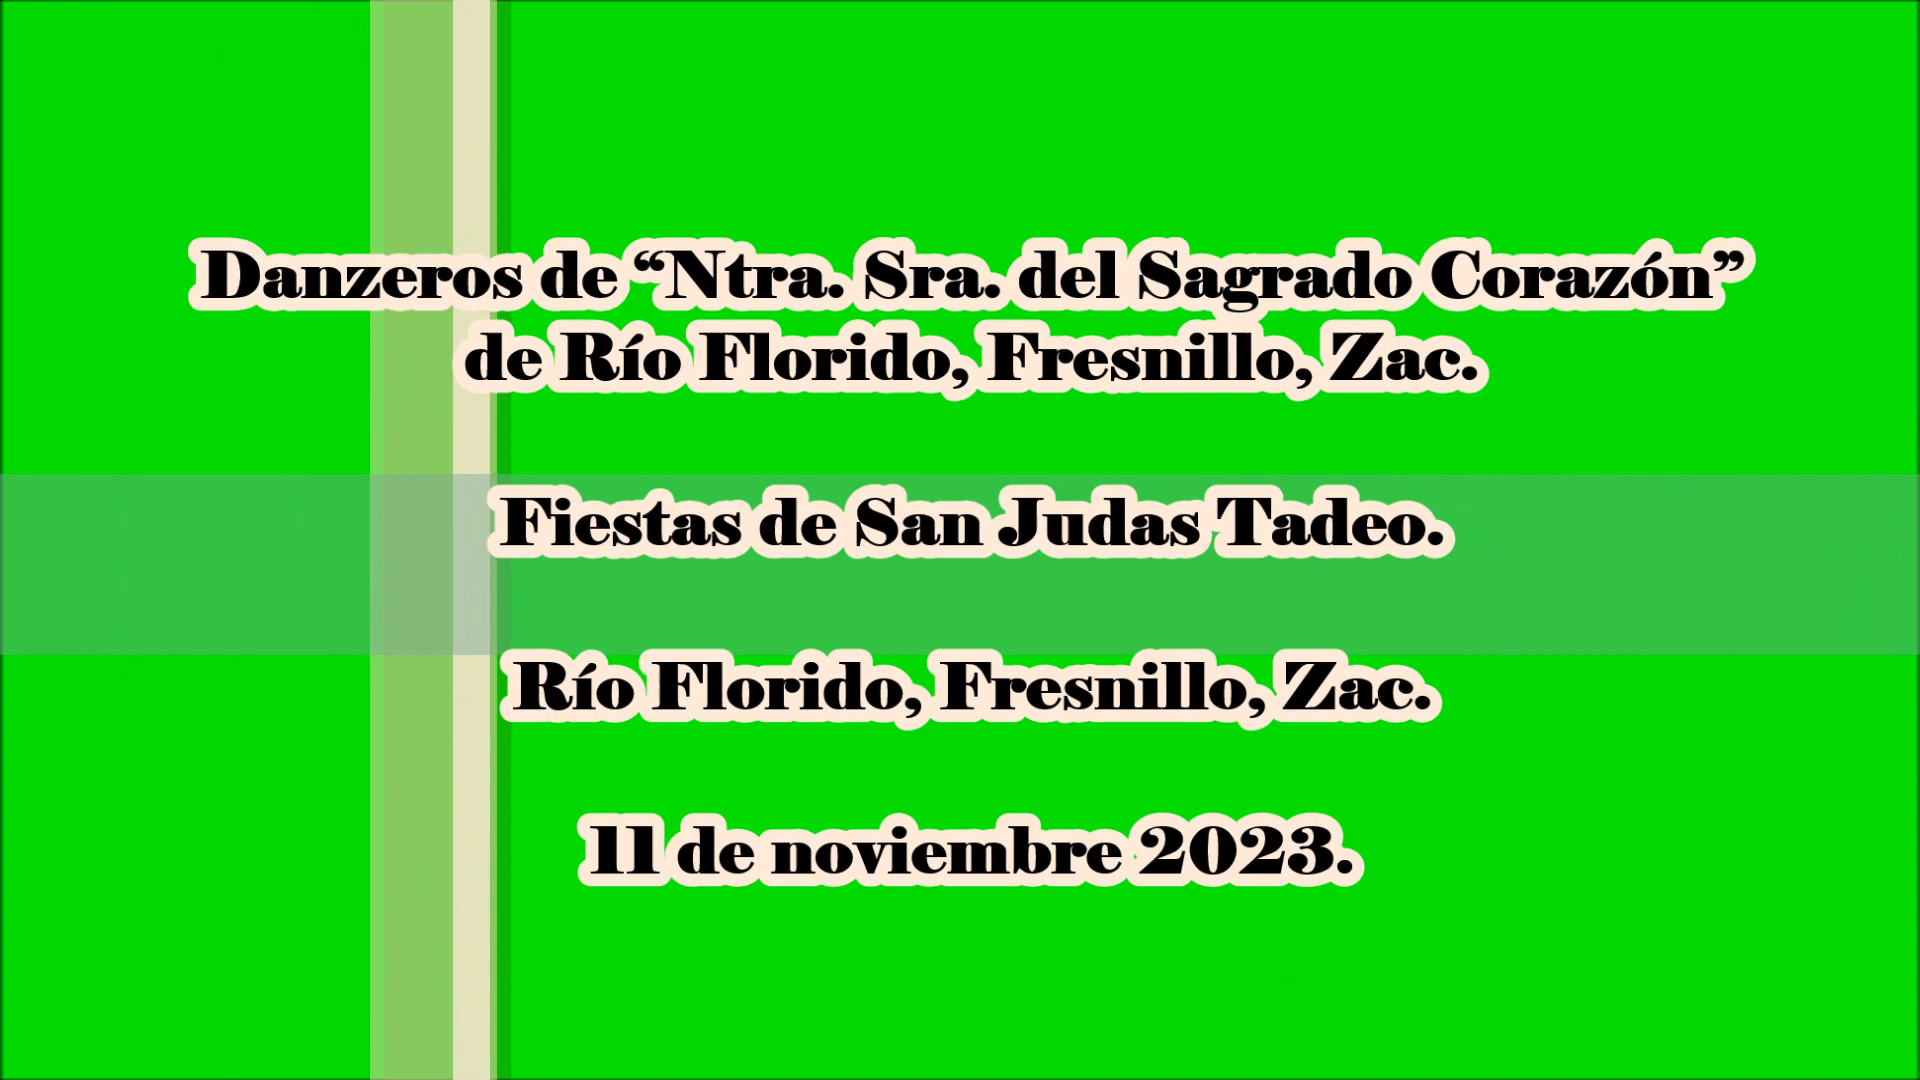 Danzeros de “Ntra. Sra. del Sagrado Corazón”
de Río Florido, Fresnillo, Zac.
Fiestas de San Judas Tadeo.
Río Florido, Fresnillo, Zac.
11 de noviembre 2023.